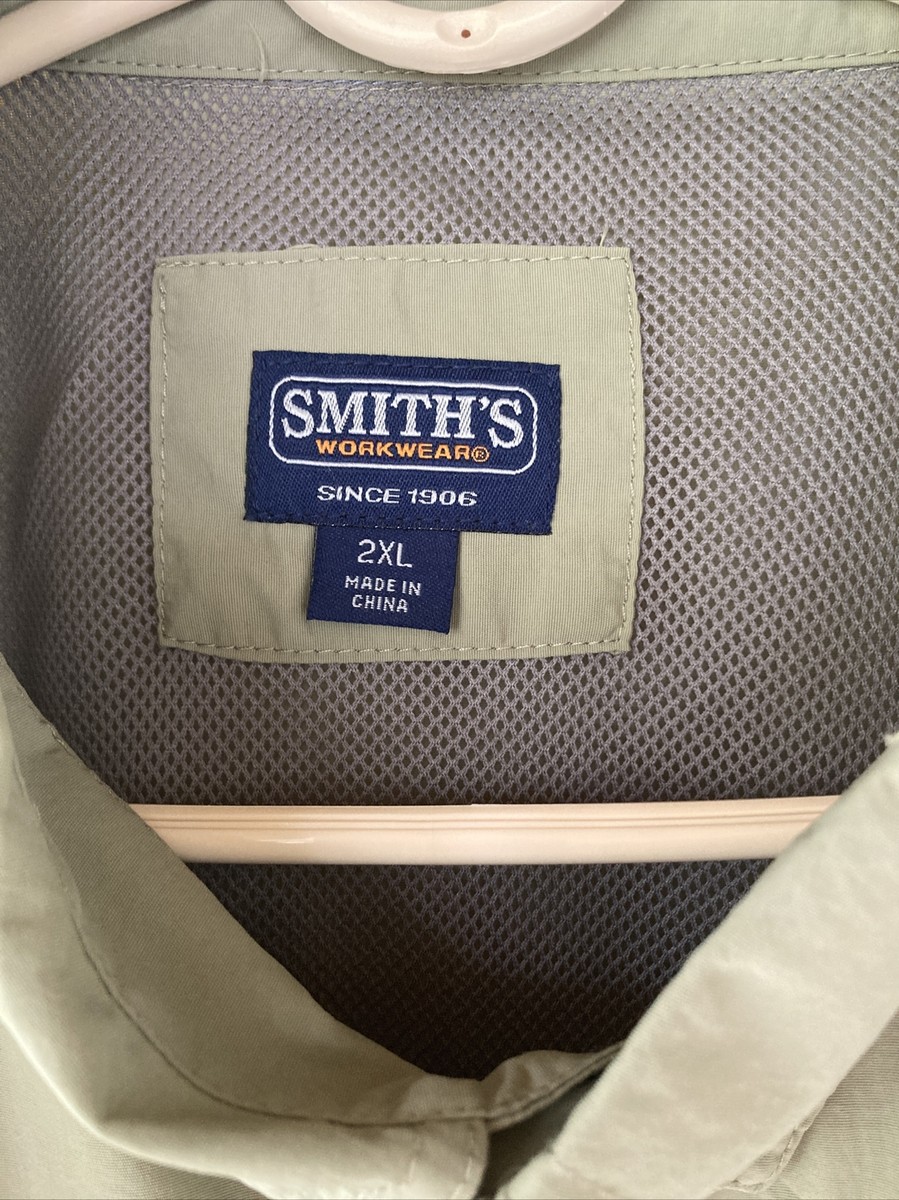 SMITH'S
WORKWEAR®
SINCE 1906
2XL
MADE IN
CHINA